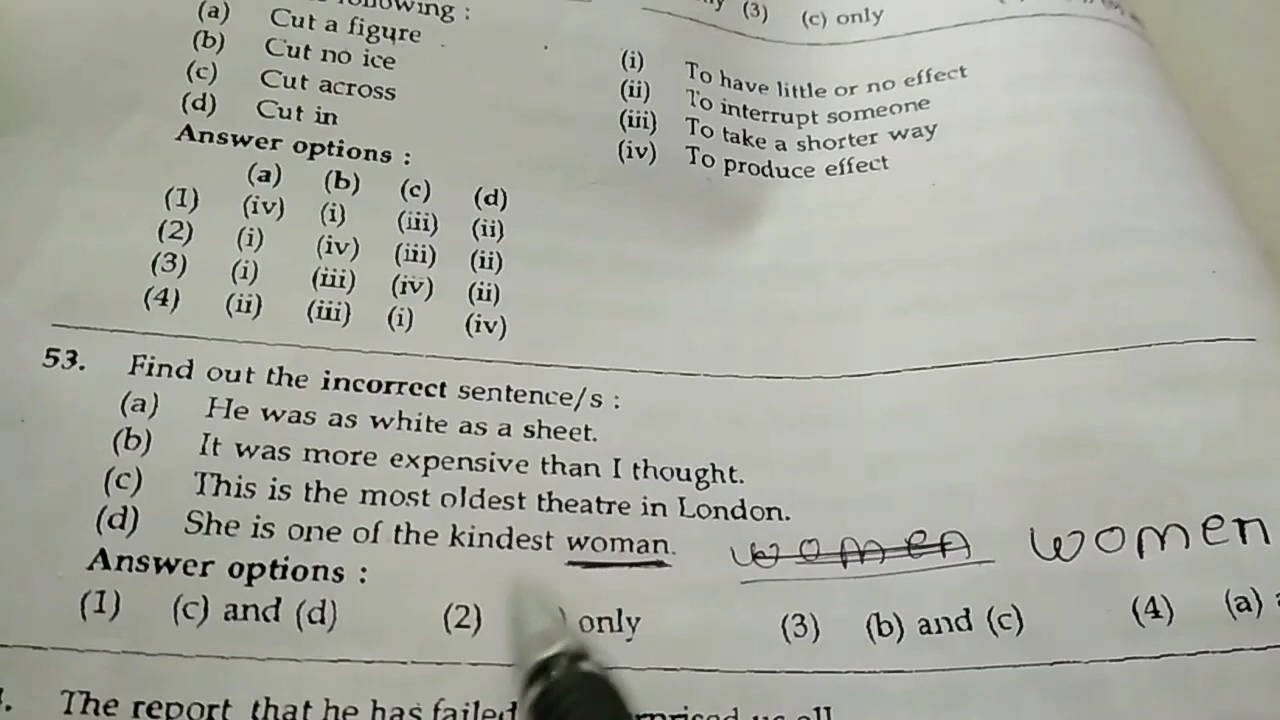 (3) (c) only
(a) Cut a figure
(b) Cut no ice
(c) Cut across
(d) Cut in
(i) To have little or no effect
(ii) To interrupt someone
(iii) To take a shorter way
(iv) To produce effect
Answer options :
(a) (b) (c) (d)
(1) (iv) (i) (iii) (ii)
(2) (i) (iv) (iii) (ii)
(3) (i) (iii) (iv) (ii)
(4) (ii) (iii) (i) (iv)
53. Find out the incorrect sentence/s :
(a) He was as white as a sheet.
(b) It was more expensive than I thought.
(c) This is the most oldest theatre in London.
(d) She is one of the kindest woman. women women
Answer options :
(1) (c) and (d) (2) only (3) (b) and (c) (4) (a)
The report that he has failed us all